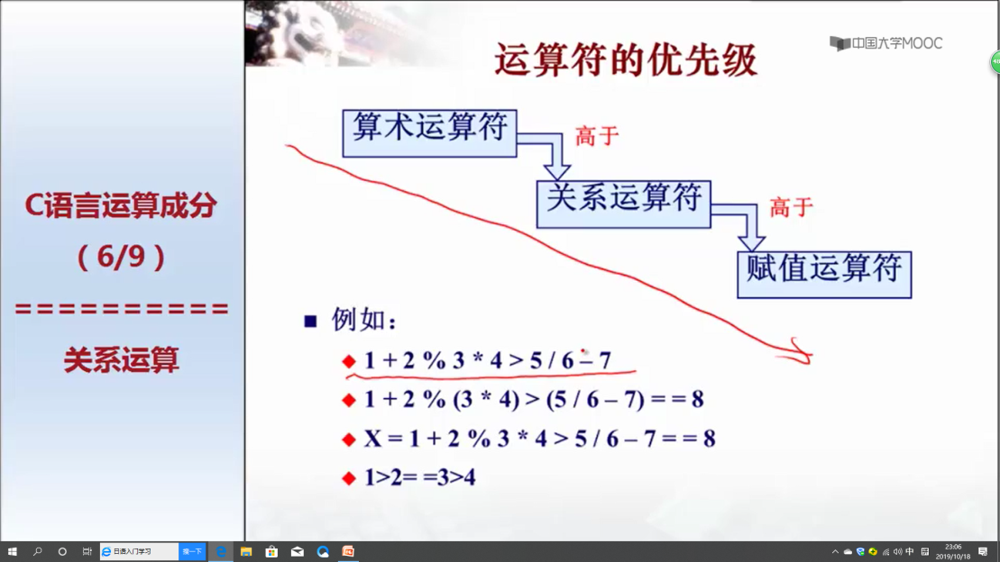 运算符的优先级
中国大学MOOC
算术运算符
高于
关系运算符
高于
赋值运算符
C语言运算成分
（6/9）
==========
关系运算
例如：
1 + 2 % 3 * 4 > 5 / 6 – 7
1 + 2 % (3 * 4) > (5 / 6 – 7) = = 8
X = 1 + 2 % 3 * 4 > 5 / 6 – 7 = = 8
1>2= =3>4
日语入门学习
搜一下
中
23:06
2019/10/18